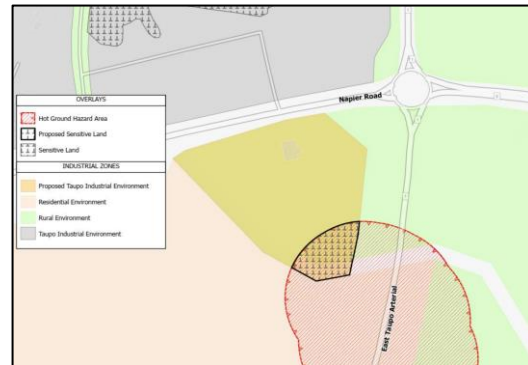 Napier Road
OVERLAYS
Hot Ground Hazard Area
Proposed Sensitive Land
Sensitive Land
INDUSTRIAL ZONES
Proposed Taupo Industrial Environment
Residential Environment
Rural Environment
Taupo Industrial Environment
East Taupo Arterial